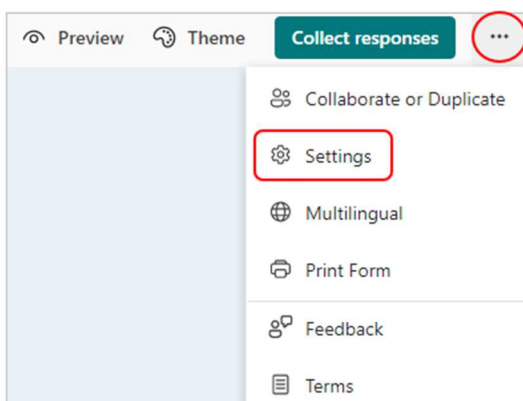 Preview Theme Collect responses ...
Collaborate or Duplicate
Settings
Multilingual
Print Form
Feedback
Terms